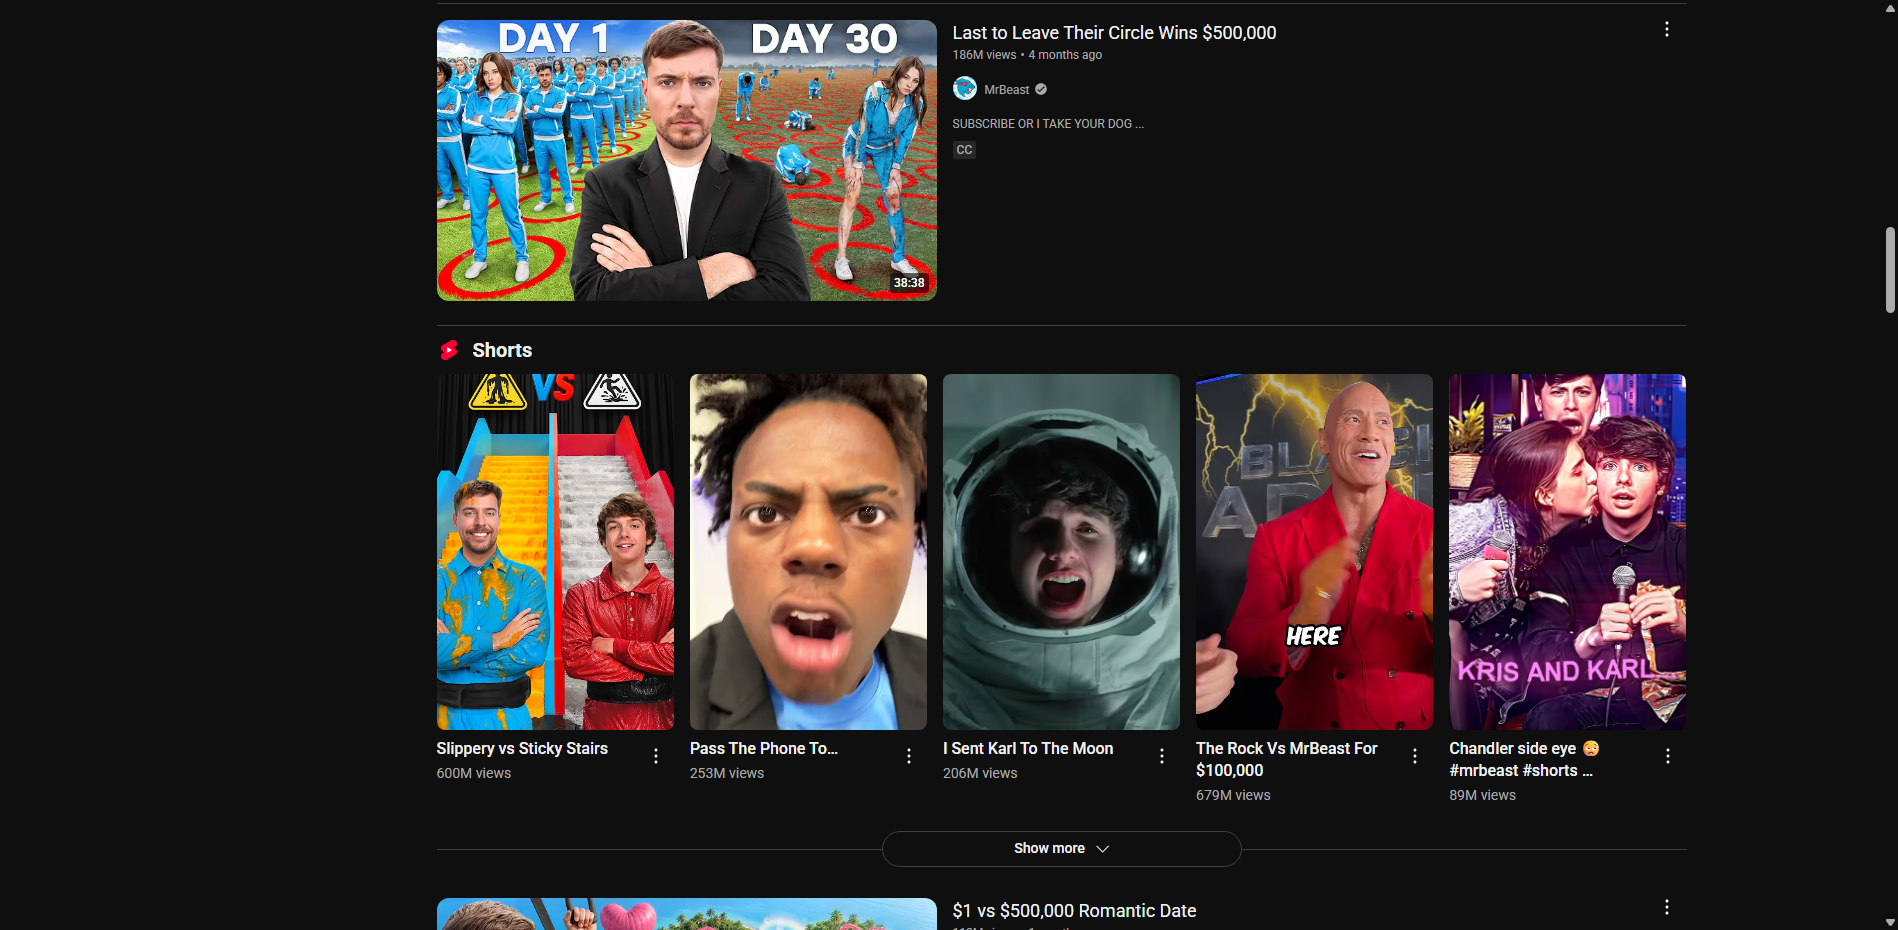 DAY 1
DAY 30
38:38
Last to Leave Their Circle Wins $500,000
186M views • 4 months ago
MrBeast
SUBSCRIBE OR I TAKE YOUR DOG ...
CC
Shorts
VS
BLA
AD
HERE
KRIS AND KARL
Slippery vs Sticky Stairs
600M views
Pass The Phone To...
253M views
I Sent Karl To The Moon
206M views
The Rock Vs MrBeast For
$100,000
679M views
Chandler side eye 😳
#mrbeast #shorts ...
89M views
Show more
$1 vs $500,000 Romantic Date